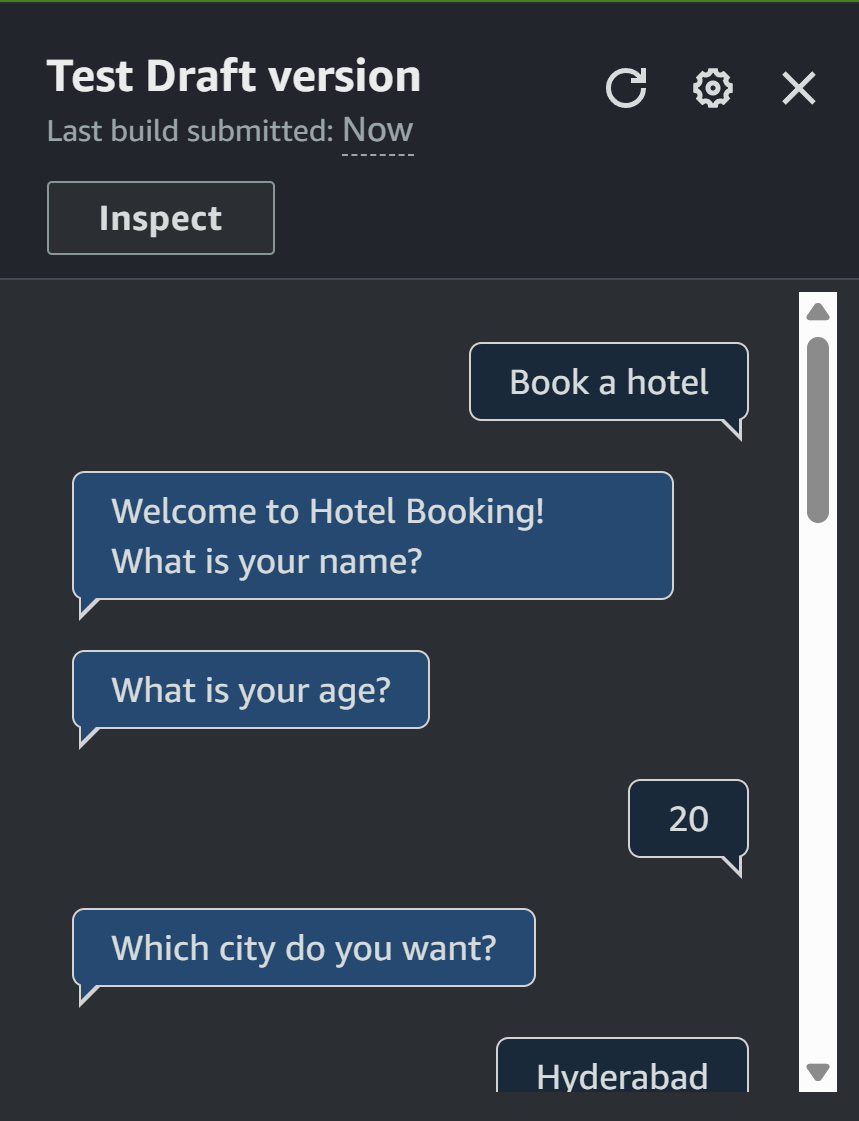 Test Draft version
Last build submitted: Now
Inspect
Book a hotel
Welcome to Hotel Booking!
What is your name?
What is your age?
20
Which city do you want?
Hyderabad